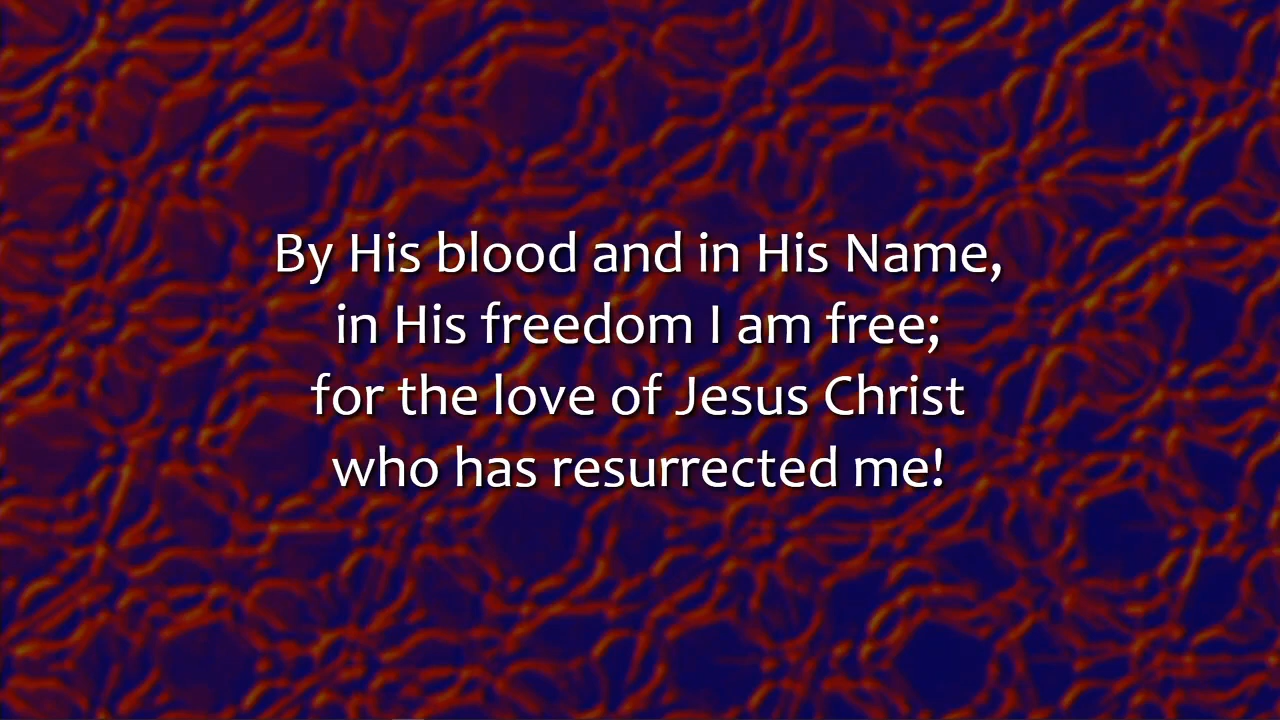 By His blood and in His Name,
in His freedom I am free;
for the love of Jesus Christ
who has resurrected me!